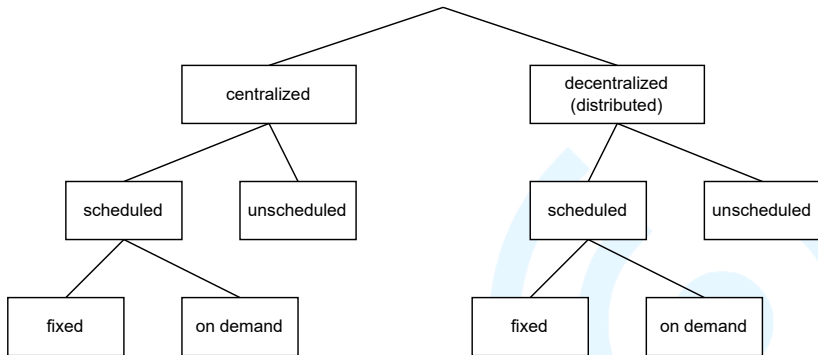 centralized
decentralized
(distributed)
scheduled
unscheduled
scheduled
unscheduled
fixed
on demand
fixed
on demand